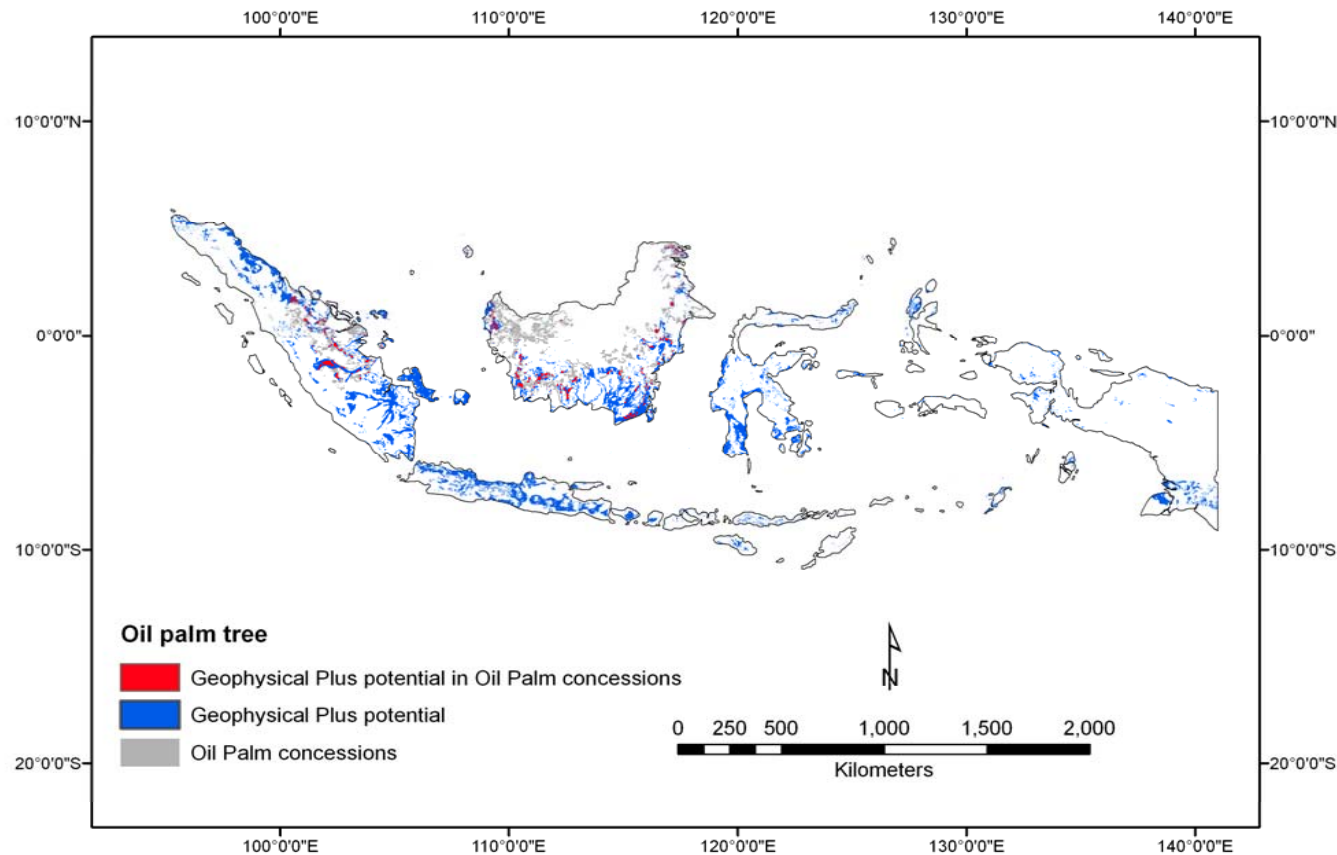 100°0'0"E 110°0'0"E 120°0'0"E 130°0'0"E 140°0'0"E
10°0'0"N 10°0'0"N
0°0'0" 0°0'0"
10°0'0"S 10°0'0"S
Oil palm tree
Geophysical Plus potential in Oil Palm concessions
N
Geophysical Plus potential
0 250 500 1,000 1,500 2,000
Oil Palm concessions
Kilometers
20°0'0"S 20°0'0"S
100°0'0"E 110°0'0"E 120°0'0"E 130°0'0"E 140°0'0"E